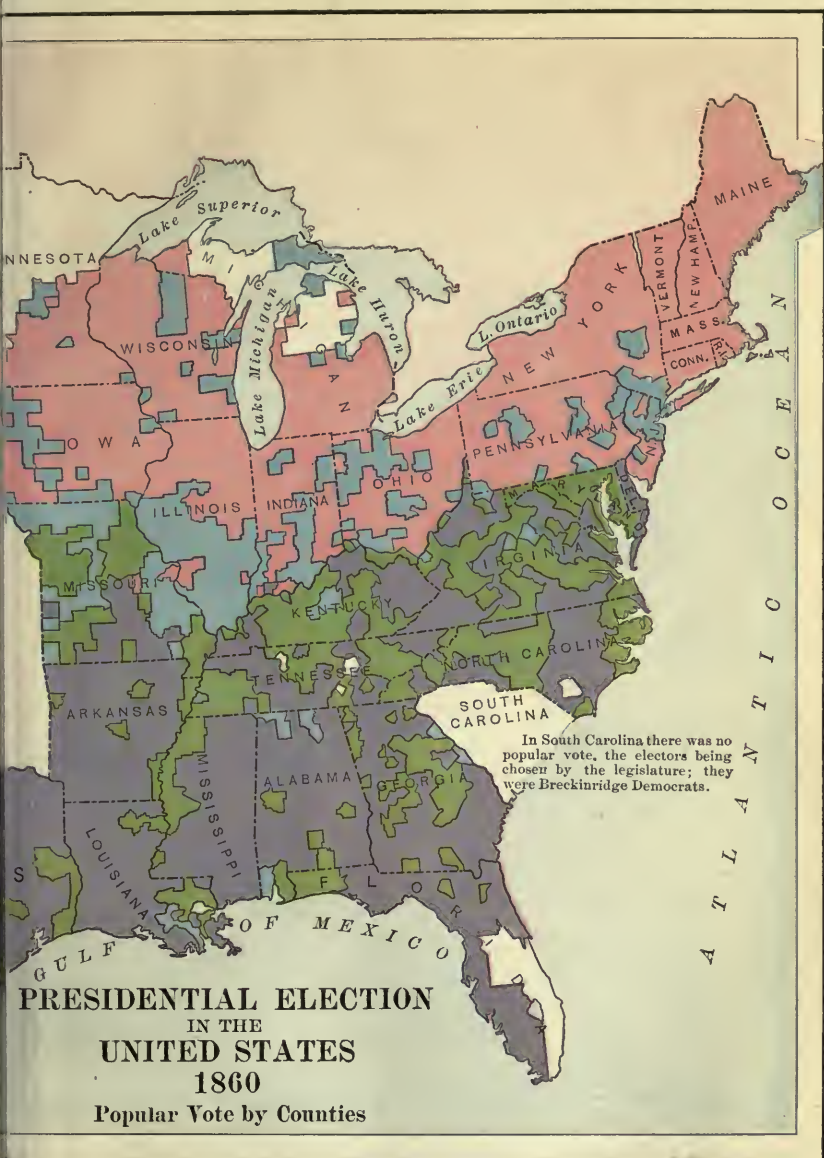 Lake Superior
NNESOTA
MICHIGAN
Lake Huron
Lake Michigan
WISCONSIN
L. Ontario
Lake Erie
MAINE
VERMONT
NEW HAMP.
NEW YORK
MASS.
CONN.
R.I.
OWA
ILLINOIS
INDIANA
OHIO
PENNSYLVANIA
N.J.
MARYLAND
DEL.
MISSOURI
KENTUCKY
VIRGINIA
TENNESSEE
NORTH CAROLINA
ARKANSAS
SOUTH
CAROLINA
In South Carolina there was no
popular vote, the electors being
chosen by the legislature; they
were Breckinridge Democrats.
MISSISSIPPI
ALABAMA
GEORGIA
LOUISIANA
S
FLORIDA
GULF OF MEXICO
ATLANTIC OCEAN
PRESIDENTIAL ELECTION
IN THE
UNITED STATES
1860
Popular Vote by Counties